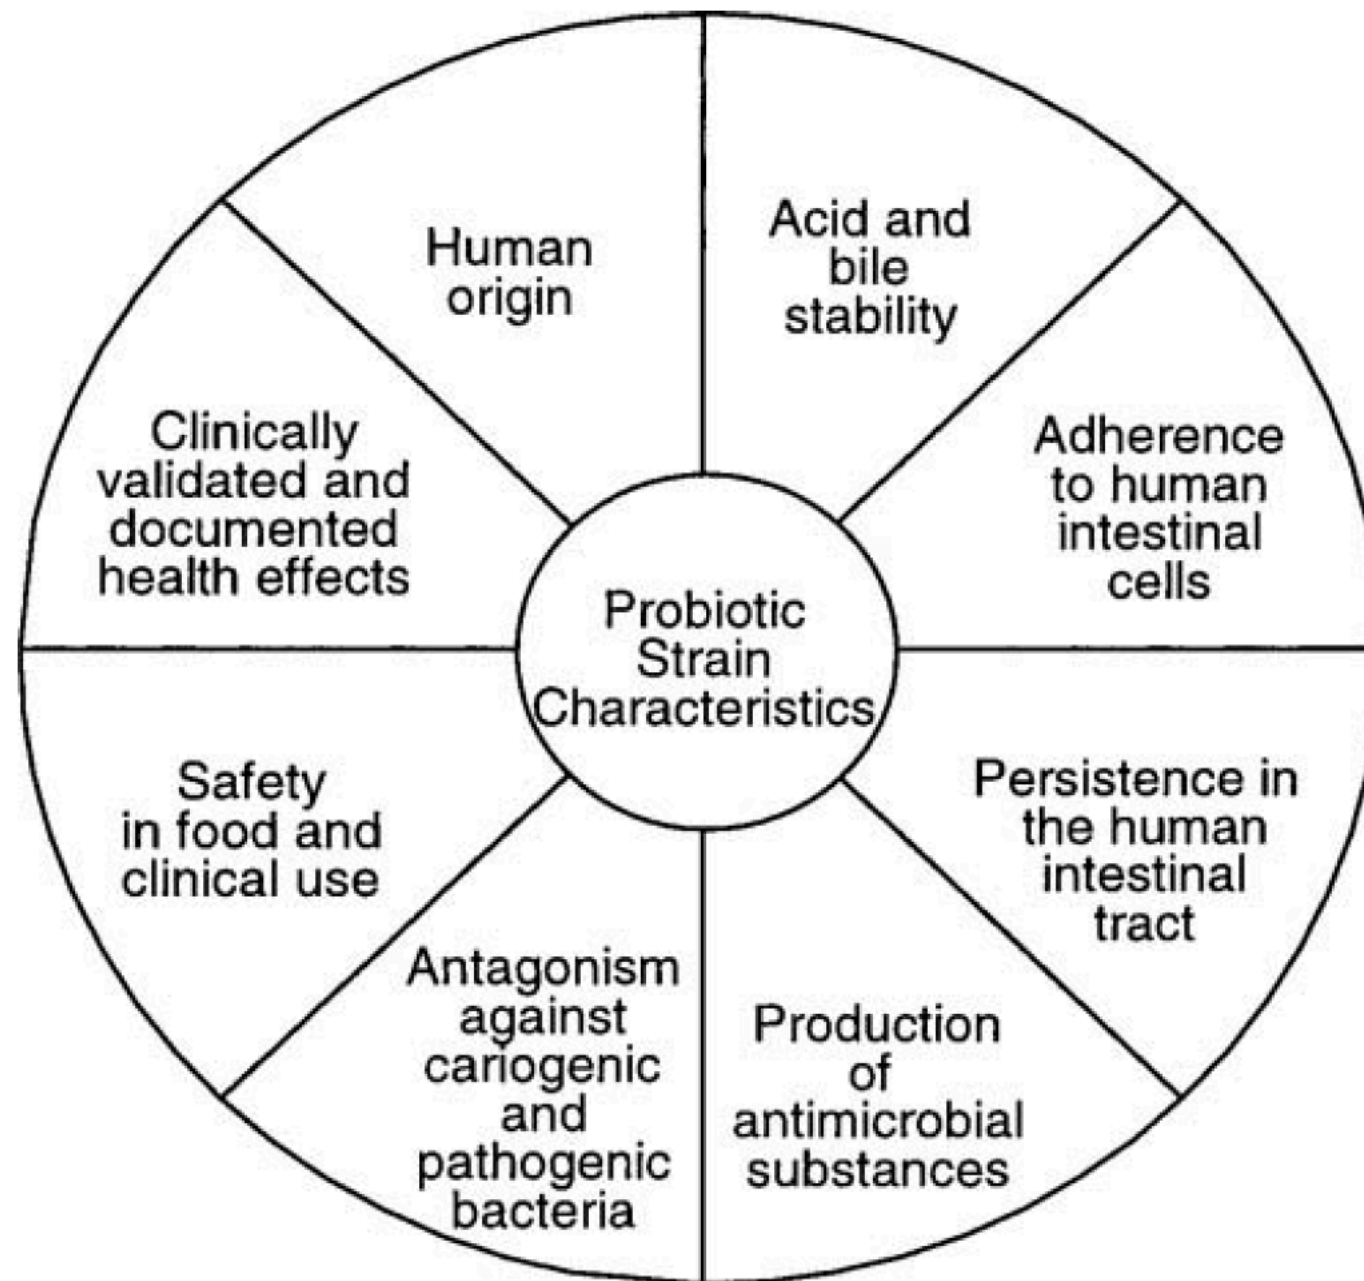 Human
origin
Acid and
bile
stability
Adherence
to human
intestinal
cells
Persistence in
the human
intestinal
tract
Production
of
antimicrobial
substances
Antagonism
against
cariogenic
and
pathogenic
bacteria
Safety
in food and
clinical use
Clinically
validated and
documented
health effects
Probiotic
Strain
Characteristics